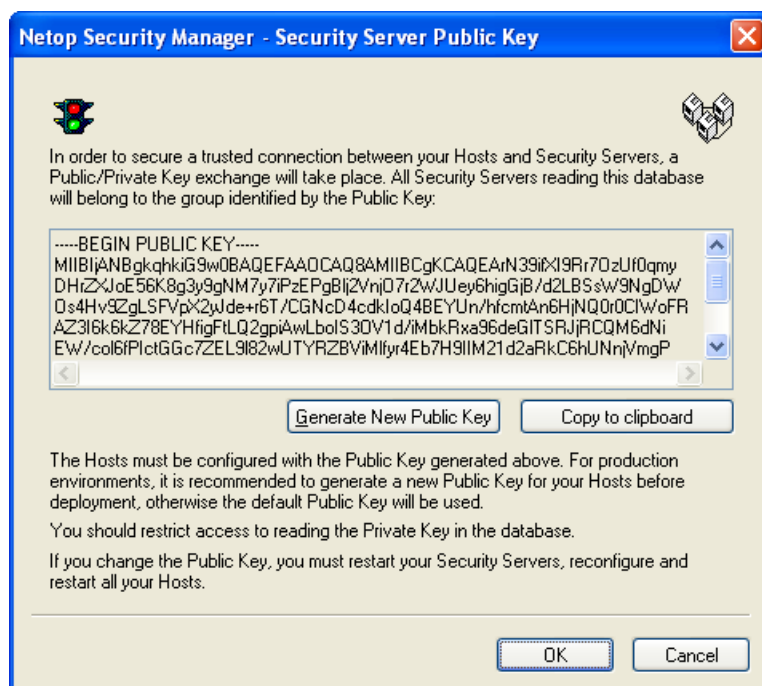 Netop Security Manager - Security Server Public Key
In order to secure a trusted connection between your Hosts and Security Servers, a
Public/Private Key exchange will take place. All Security Servers reading this database
will belong to the group identified by the Public Key:
-----BEGIN PUBLIC KEY-----
MIIBIjANBgkqhkiG9w0BAQEFAAOCAQ8AMIIBCgKCAQEArN39ifXI9Rr7OzUf0qmy
DHrZXJoE56K8g3y9gNM7y7iPzEPgBlj2VnjO7r2WJUey6higGjB/d2LBSsW9NgDW
Os4Hv9ZgLSFVpX2yJde+r6T/CGNcD4cdkIoQ4BEYUn/hfcmtAn6HjNQ0r0ClWoFR
AZ3I6k6kZ78EYHfigFtLQ2gpiAwLbolS3OV1d/iMbkRxa96deGITSRJjRCQM6dNi
EW/col6fPIctGGc7ZEL9l82wUTYRZBViMlfyr4Eb7H9IIM21d2aRkC6hUNnjVmgP
Generate New Public Key
Copy to clipboard
The Hosts must be configured with the Public Key generated above. For production
environments, it is recommended to generate a new Public Key for your Hosts before
deployment, otherwise the default Public Key will be used.
You should restrict access to reading the Private Key in the database.
If you change the Public Key, you must restart your Security Servers, reconfigure and
restart all your Hosts.
OK
Cancel